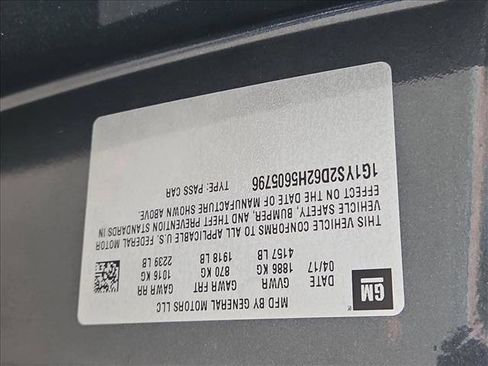 GM
MFD BY GENERAL MOTORS LLC
DATE GVWR GAWR FRT GAWR RR
04/17 1886 KG 870 KG 1016 KG
4157 LB 1918 LB 2239 LB
THIS VEHICLE CONFORMS TO ALL APPLICABLE U.S. FEDERAL MOTOR
VEHICLE SAFETY, BUMPER, AND THEFT PREVENTION STANDARDS IN
EFFECT ON THE DATE OF MANUFACTURE SHOWN ABOVE.
1G1YS2D62H5605796 TYPE: PASS CAR